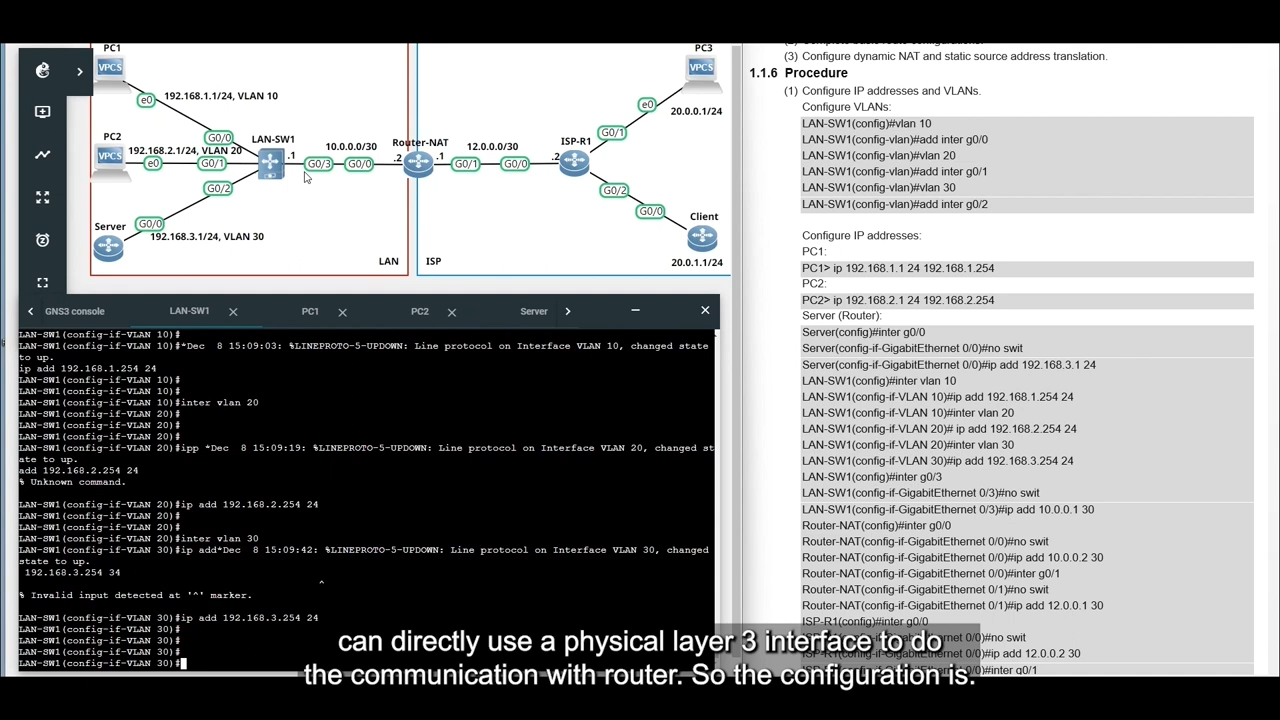 PC1
VPCS
e0
192.168.1.1/24, VLAN 10
G0/0
PC2
VPCS
192.168.2.1/24, VLAN 20
e0
G0/1
LAN-SW1
.1
G0/3
10.0.0.0/30
G0/0
G0/2
Server
G0/0
192.168.3.1/24, VLAN 30
LAN
Router-NAT
.2
.1
G0/1
12.0.0.0/30
G0/0
ISP-R1
.2
G0/1
e0
PC3
VPCS
20.0.0.1/24
G0/2
G0/0
Client
20.0.1.1/24
ISP
GNS3 console
LAN-SW1
PC1
PC2
Server
LAN-SW1(config-if-VLAN 10)#
LAN-SW1(config-if-VLAN 10)#*Dec  8 15:09:03: %LINEPROTO-5-UPDOWN: Line protocol on Interface VLAN 10, changed state
to up.
ip add 192.168.1.254 24
LAN-SW1(config-if-VLAN 10)#
LAN-SW1(config-if-VLAN 10)#
LAN-SW1(config-if-VLAN 10)#inter vlan 20
LAN-SW1(config-if-VLAN 20)#
LAN-SW1(config-if-VLAN 20)#
LAN-SW1(config-if-VLAN 20)#ipp *Dec  8 15:09:19: %LINEPROTO-5-UPDOWN: Line protocol on Interface VLAN 20, changed st
ate to up.
add 192.168.2.254 24
% Unknown command.
LAN-SW1(config-if-VLAN 20)#ip add 192.168.2.254 24
LAN-SW1(config-if-VLAN 20)#
LAN-SW1(config-if-VLAN 20)#
LAN-SW1(config-if-VLAN 20)#inter vlan 30
LAN-SW1(config-if-VLAN 30)#ip add*Dec  8 15:09:42: %LINEPROTO-5-UPDOWN: Line protocol on Interface VLAN 30, changed
state to up.
192.168.3.254 34
^
% Invalid input detected at '^' marker.
LAN-SW1(config-if-VLAN 30)#ip add 192.168.3.254 24
LAN-SW1(config-if-VLAN 30)#
LAN-SW1(config-if-VLAN 30)#
LAN-SW1(config-if-VLAN 30)#
LAN-SW1(config-if-VLAN 30)#
(3) Configure dynamic NAT and static source address translation.
1.1.6 Procedure
(1) Configure IP addresses and VLANs.
Configure VLANs:
LAN-SW1(config)#vlan 10
LAN-SW1(config-vlan)#add inter g0/0
LAN-SW1(config-vlan)#vlan 20
LAN-SW1(config-vlan)#add inter g0/1
LAN-SW1(config-vlan)#vlan 30
LAN-SW1(config-vlan)#add inter g0/2
Configure IP addresses:
PC1:
PC1> ip 192.168.1.1 24 192.168.1.254
PC2:
PC2> ip 192.168.2.1 24 192.168.2.254
Server (Router):
Server(config)#inter g0/0
Server(config-if-GigabitEthernet 0/0)#no swit
Server(config-if-GigabitEthernet 0/0)#ip add 192.168.3.1 24
LAN-SW1(config)#inter vlan 10
LAN-SW1(config-if-VLAN 10)#ip add 192.168.1.254 24
LAN-SW1(config-if-VLAN 10)#inter vlan 20
LAN-SW1(config-if-VLAN 20)# ip add 192.168.2.254 24
LAN-SW1(config-if-VLAN 20)#inter vlan 30
LAN-SW1(config-if-VLAN 30)#ip add 192.168.3.254 24
LAN-SW1(config)#inter g0/3
LAN-SW1(config-if-GigabitEthernet 0/3)#no swit
LAN-SW1(config-if-GigabitEthernet 0/3)#ip add 10.0.0.1 30
Router-NAT(config)#inter g0/0
Router-NAT(config-if-GigabitEthernet 0/0)#no swit
Router-NAT(config-if-GigabitEthernet 0/0)#ip add 10.0.0.2 30
Router-NAT(config-if-GigabitEthernet 0/0)#inter g0/1
Router-NAT(config-if-GigabitEthernet 0/1)#no swit
Router-NAT(config-if-GigabitEthernet 0/1)#ip add 12.0.0.1 30
ISP-R1(config)#inter g0/0
#no swit
ip add 12.0.0.2 30
#inter g0/1
can directly use a physical layer 3 interface to do
the communication with router. So the configuration is.